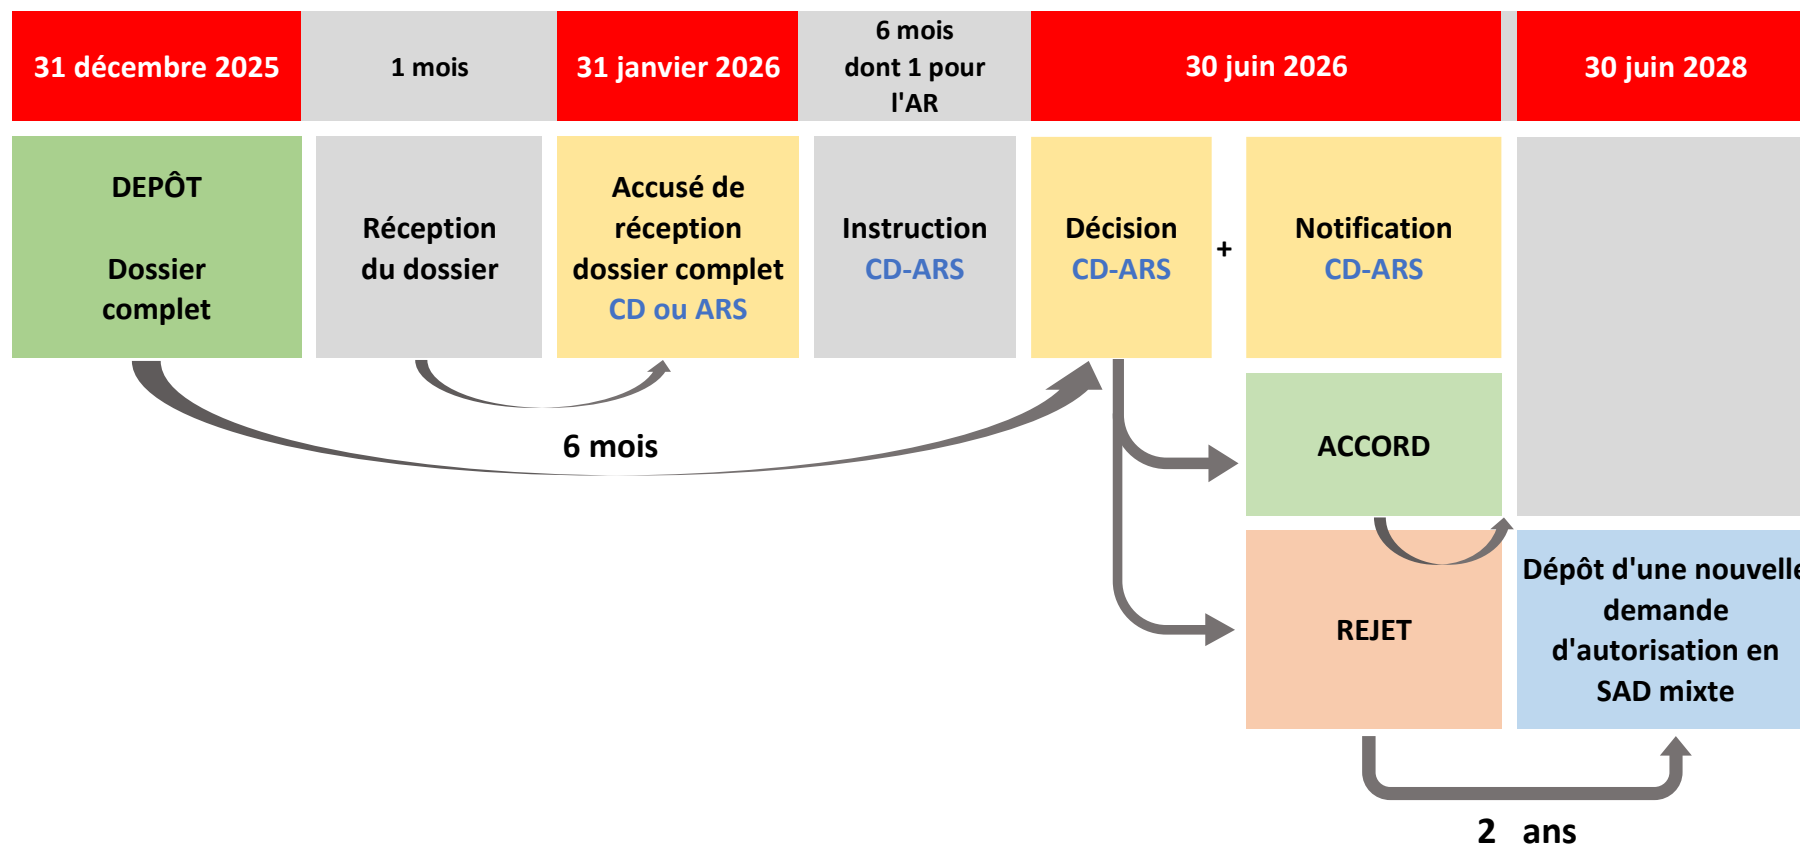 31 décembre 2025
1 mois
31 janvier 2026
6 mois
dont 1 pour
l'AR
30 juin 2026
30 juin 2028
DEPÔT
Dossier
complet
Réception
du dossier
Accusé de
réception
dossier complet
CD ou ARS
Instruction
CD-ARS
Décision
CD-ARS
+
Notification
CD-ARS
6 mois
ACCORD
REJET
Dépôt d'une nouvelle
demande
d'autorisation en
SAD mixte
2 ans